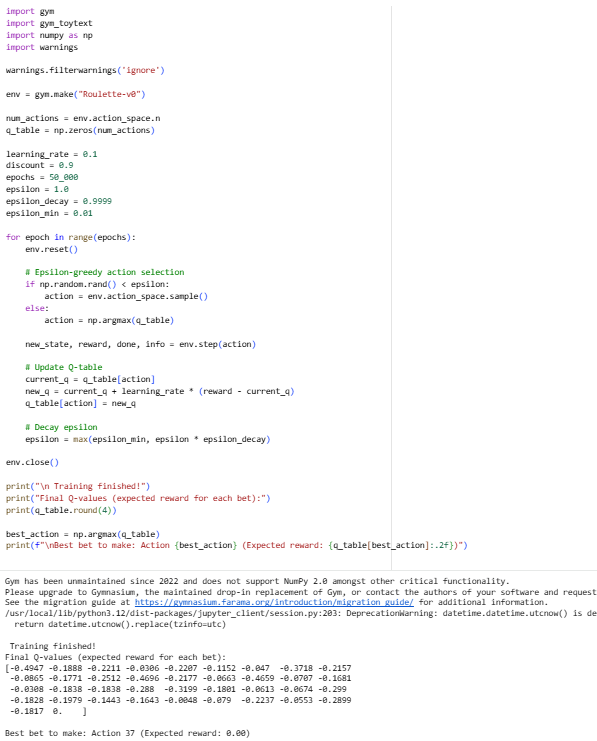 import gym
import gym_toytext
import numpy as np
import warnings
warnings.filterwarnings('ignore')
env = gym.make("Roulette-v0")
num_actions = env.action_space.n
q_table = np.zeros(num_actions)
learning_rate = 0.1
discount = 0.9
epochs = 50_000
epsilon = 1.0
epsilon_decay = 0.9999
epsilon_min = 0.01
for epoch in range(epochs):
    env.reset()
    # Epsilon-greedy action selection
    if np.random.rand() < epsilon:
        action = env.action_space.sample()
    else:
        action = np.argmax(q_table)
    new_state, reward, done, info = env.step(action)
    # Update Q-table
    current_q = q_table[action]
    new_q = current_q + learning_rate * (reward - current_q)
    q_table[action] = new_q
    # Decay epsilon
    epsilon = max(epsilon_min, epsilon * epsilon_decay)
env.close()
print("\n Training finished!")
print("Final Q-values (expected reward for each bet):")
print(q_table.round(4))
best_action = np.argmax(q_table)
print(f"\nBest bet to make: Action {best_action} (Expected reward: {q_table[best_action]:.2f})")
Gym has been unmaintained since 2022 and does not support NumPy 2.0 amongst other critical functionality.
Please upgrade to Gymnasium, the maintained drop-in replacement of Gym, or contact the authors of your software and request
See the migration guide at https://gymnasium.farama.org/introduction/migration_guide/ for additional information.
/usr/local/lib/python3.12/dist-packages/jupyter_client/session.py:203: DeprecationWarning: datetime.datetime.utcnow() is de
  return datetime.utcnow().replace(tzinfo=utc)
 Training finished!
Final Q-values (expected reward for each bet):
[-0.4947 -0.1888 -0.2211 -0.0306 -0.2207 -0.1152 -0.047  -0.3718 -0.2157
 -0.0865 -0.1771 -0.2512 -0.4696 -0.2177 -0.0663 -0.4659 -0.0707 -0.1681
 -0.0308 -0.1838 -0.1838 -0.288  -0.3199 -0.1801 -0.0613 -0.0674 -0.299
 -0.1828 -0.1979 -0.1443 -0.1643 -0.0048 -0.079  -0.2237 -0.0553 -0.2899
 -0.1817  0.    ]
Best bet to make: Action 37 (Expected reward: 0.00)